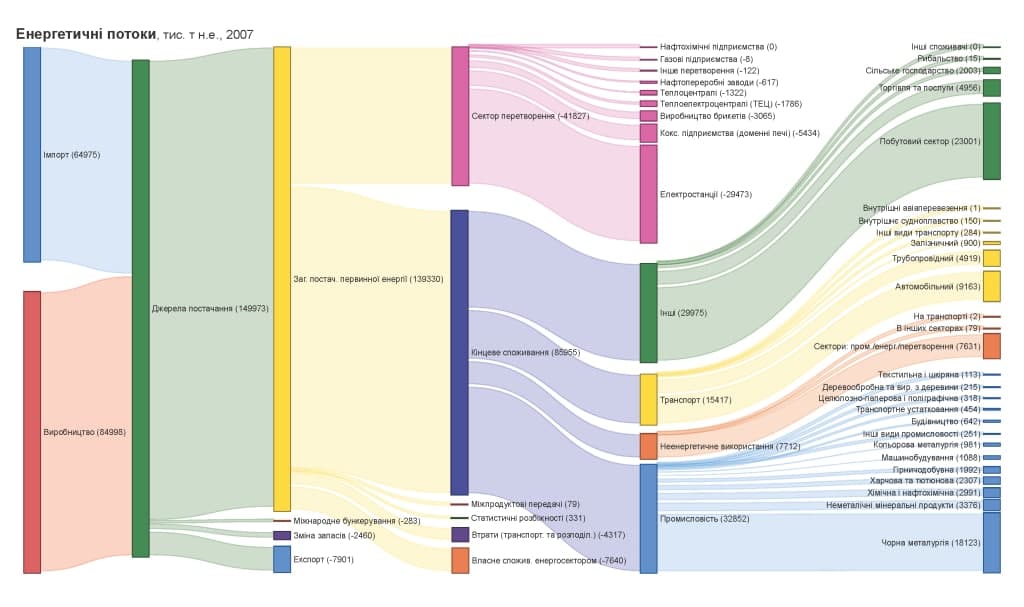 Енергетичні потоки, тис. т н.е., 2007
Імпорт (64975)
Виробництво (84998)
Джерела постачання (149973)
Заг. постач. первинної енергії (139330)
Міжнародне бункерування (-283)
Зміна запасів (-2460)
Експорт (-7901)
Сектор перетворення (-41827)
Кінцеве споживання (85955)
Міжпродуктові передачі (79)
Статистичні розбіжності (331)
Втрати (транспорт. та розподіл.) (-4317)
Власне спожив. енергосектором (-7640)
Нафтохімічні підприємства (0)
Газові підприємства (-8)
Інше перетворення (-122)
Нафтопереробні заводи (-617)
Теплоцентралі (-1322)
Теплоелектроцентралі (ТЕЦ) (-1786)
Виробництво брикетів (-3065)
Кокс. підприємства (доменні печі) (-5434)
Електростанції (-29473)
Інші (29975)
Транспорт (15417)
Неенергетичне використання (7712)
Промисловість (32852)
Інші споживачі (0)
Рибальство (15)
Сільське господарство (2003)
Торгівля та послуги (4956)
Побутовий сектор (23001)
Внутрішні авіаперевезення (1)
Внутрішнє судноплавство (150)
Інші види транспорту (284)
Залізничний (900)
Трубопровідний (4919)
Автомобільний (9163)
На транспорті (2)
В інших секторах (79)
Сектори: пром./енерг./перетворення (7631)
Текстильна і шкіряна (113)
Деревообробна та вир. з деревини (215)
Целюлозно-паперова і поліграфічна (318)
Транспортне устатковання (454)
Будівництво (642)
Інші види промисловості (251)
Кольорова металургія (981)
Машинобудування (1088)
Гірничодобувна (1992)
Харчова та тютюнова (2307)
Хімічна і нафтохімічна (2991)
Неметалічні мінеральні продукти (3376)
Чорна металургія (18123)